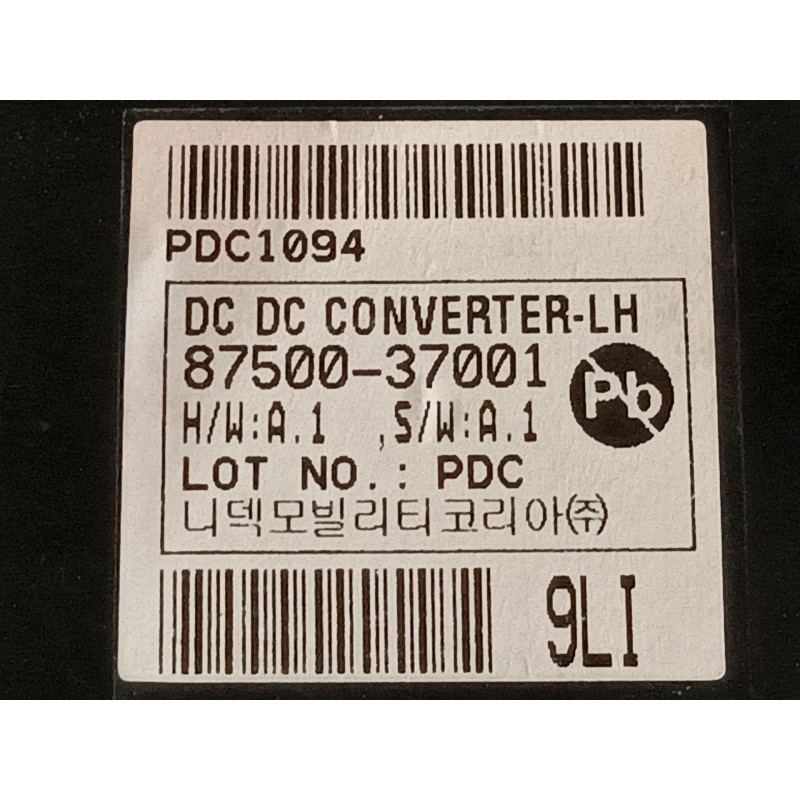 PDC1094
DC DC CONVERTER-LH
87500-37001
Pb
H/W:A.1 ,S/W:A.1
LOT NO.: PDC
니덱모빌리티코리아㈜
9LI